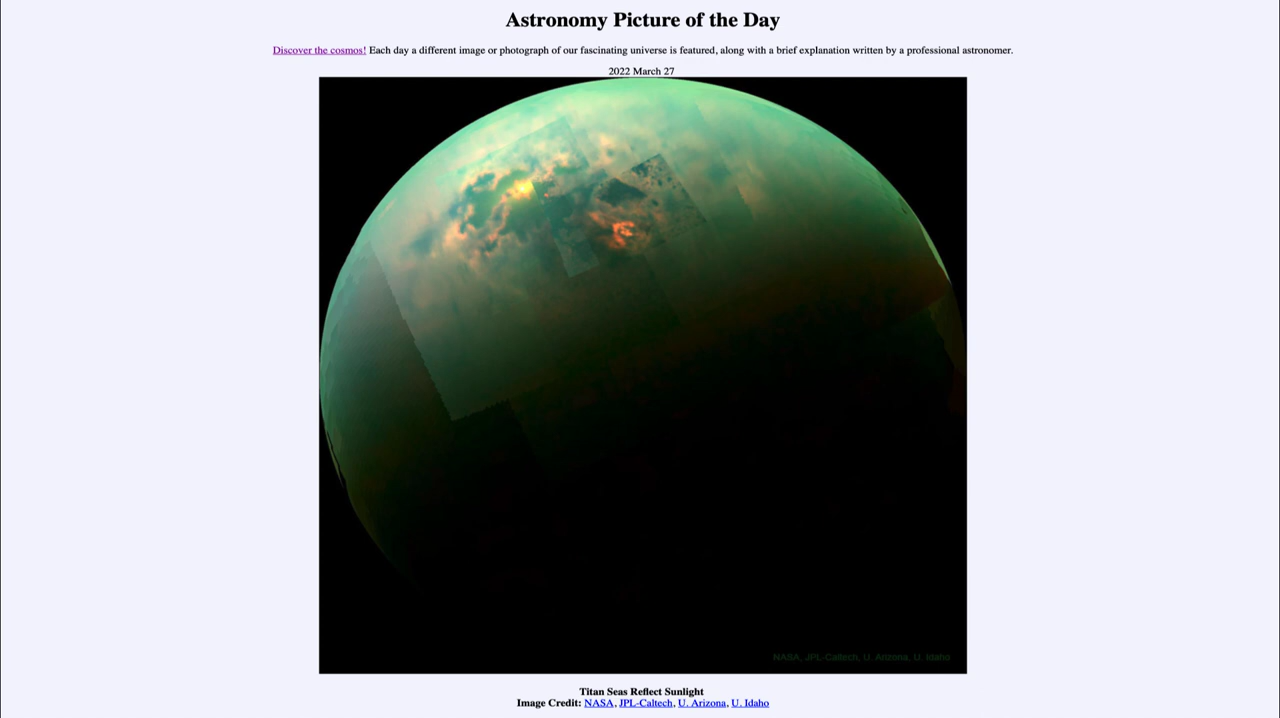 Astronomy Picture of the Day
Discover the cosmos! Each day a different image or photograph of our fascinating universe is featured, along with a brief explanation written by a professional astronomer.
2022 March 27
NASA, JPL-Caltech, U. Arizona, U. Idaho
Titan Seas Reflect Sunlight
Image Credit: NASA, JPL-Caltech, U. Arizona, U. Idaho